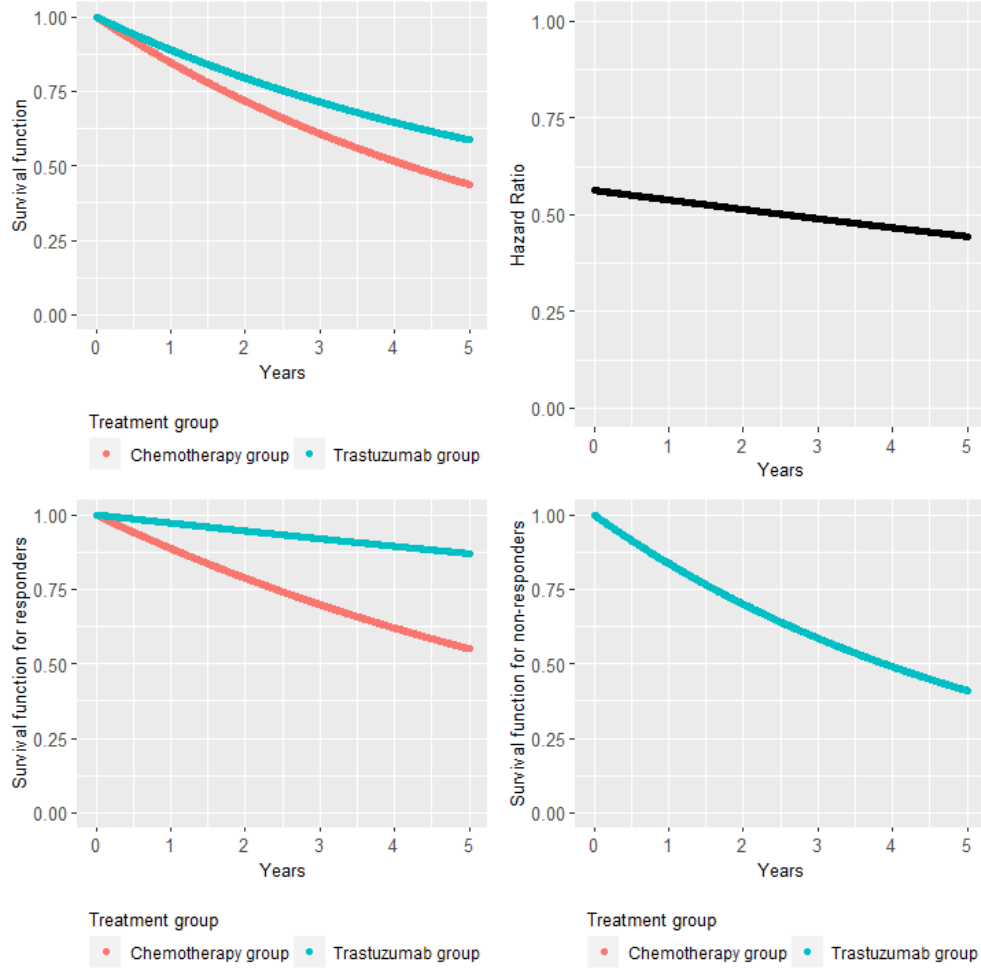 Survival function
1.00
0.75
0.50
0.25
0.00
0 1 2 3 4 5
Years
Treatment group
Chemotherapy group Trastuzumab group
Hazard Ratio
1.00
0.75
0.50
0.25
0.00
0 1 2 3 4 5
Years
Survival function for responders
1.00
0.75
0.50
0.25
0.00
0 1 2 3 4 5
Years
Treatment group
Chemotherapy group Trastuzumab group
Survival function for non-responders
1.00
0.75
0.50
0.25
0.00
0 1 2 3 4 5
Years
Treatment group
Chemotherapy group Trastuzumab group